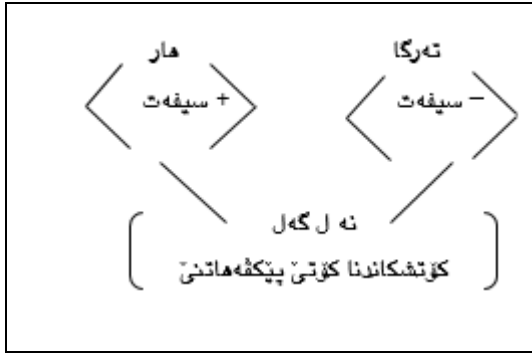 تەرگا هار
– سیفەت + سیفەت
نە ل گەل
کۆتشکاندنا کۆتێ پێکڤەهاتنێ